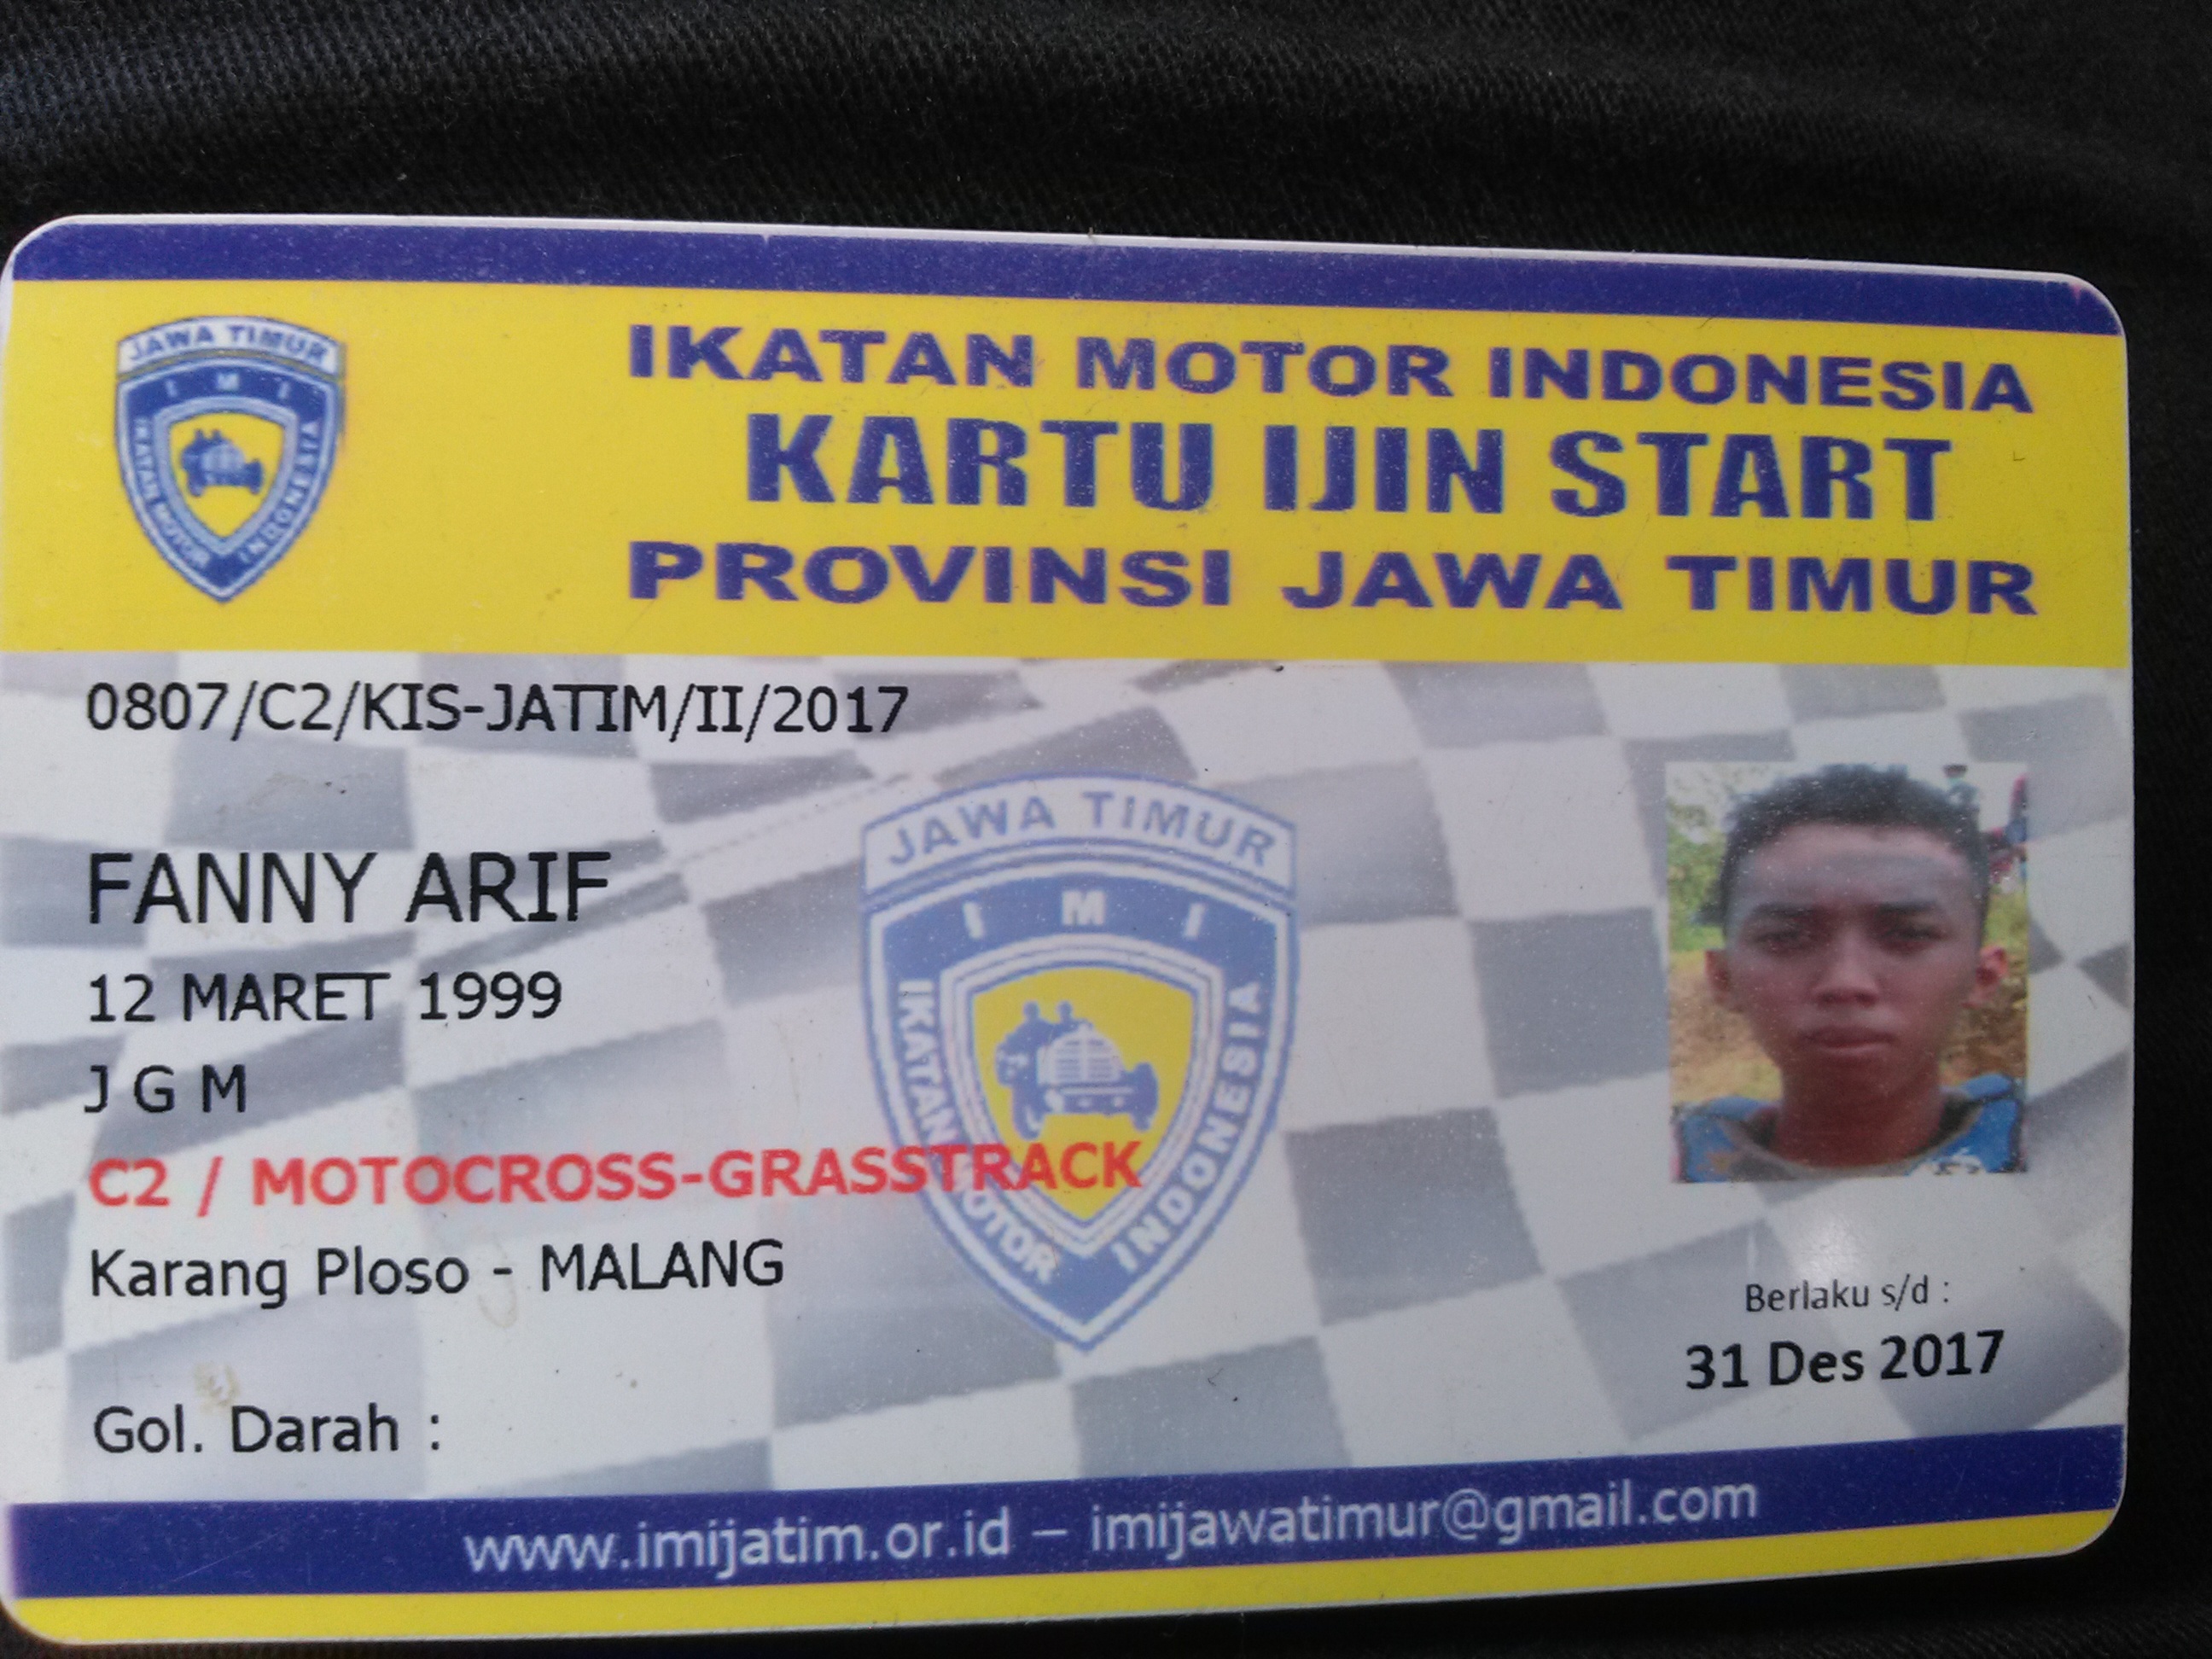 JAWA TIMUR
I M I
IKATAN MOTOR INDONESIA
IKATAN MOTOR INDONESIA
KARTU IJIN START
PROVINSI JAWA TIMUR
0807/C2/KIS-JATIM/II/2017
JAWA TIMUR
I M I
IKATAN MOTOR INDONESIA
FANNY ARIF
12 MARET 1999
J G M
C2 / MOTOCROSS-GRASSTRACK
Karang Ploso - MALANG
Gol. Darah :
Berlaku s/d :
31 Des 2017
www.imijatim.or.id – imijawatimur@gmail.com